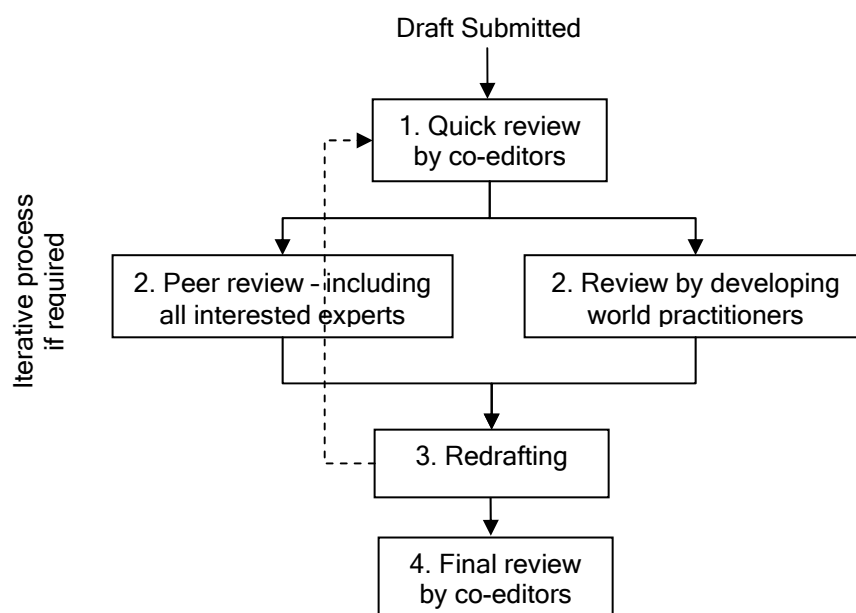 Draft Submitted
1. Quick review
by co-editors
Iterative process
if required
2. Peer review – including
all interested experts
2. Review by developing
world practitioners
3. Redrafting
4. Final review
by co-editors